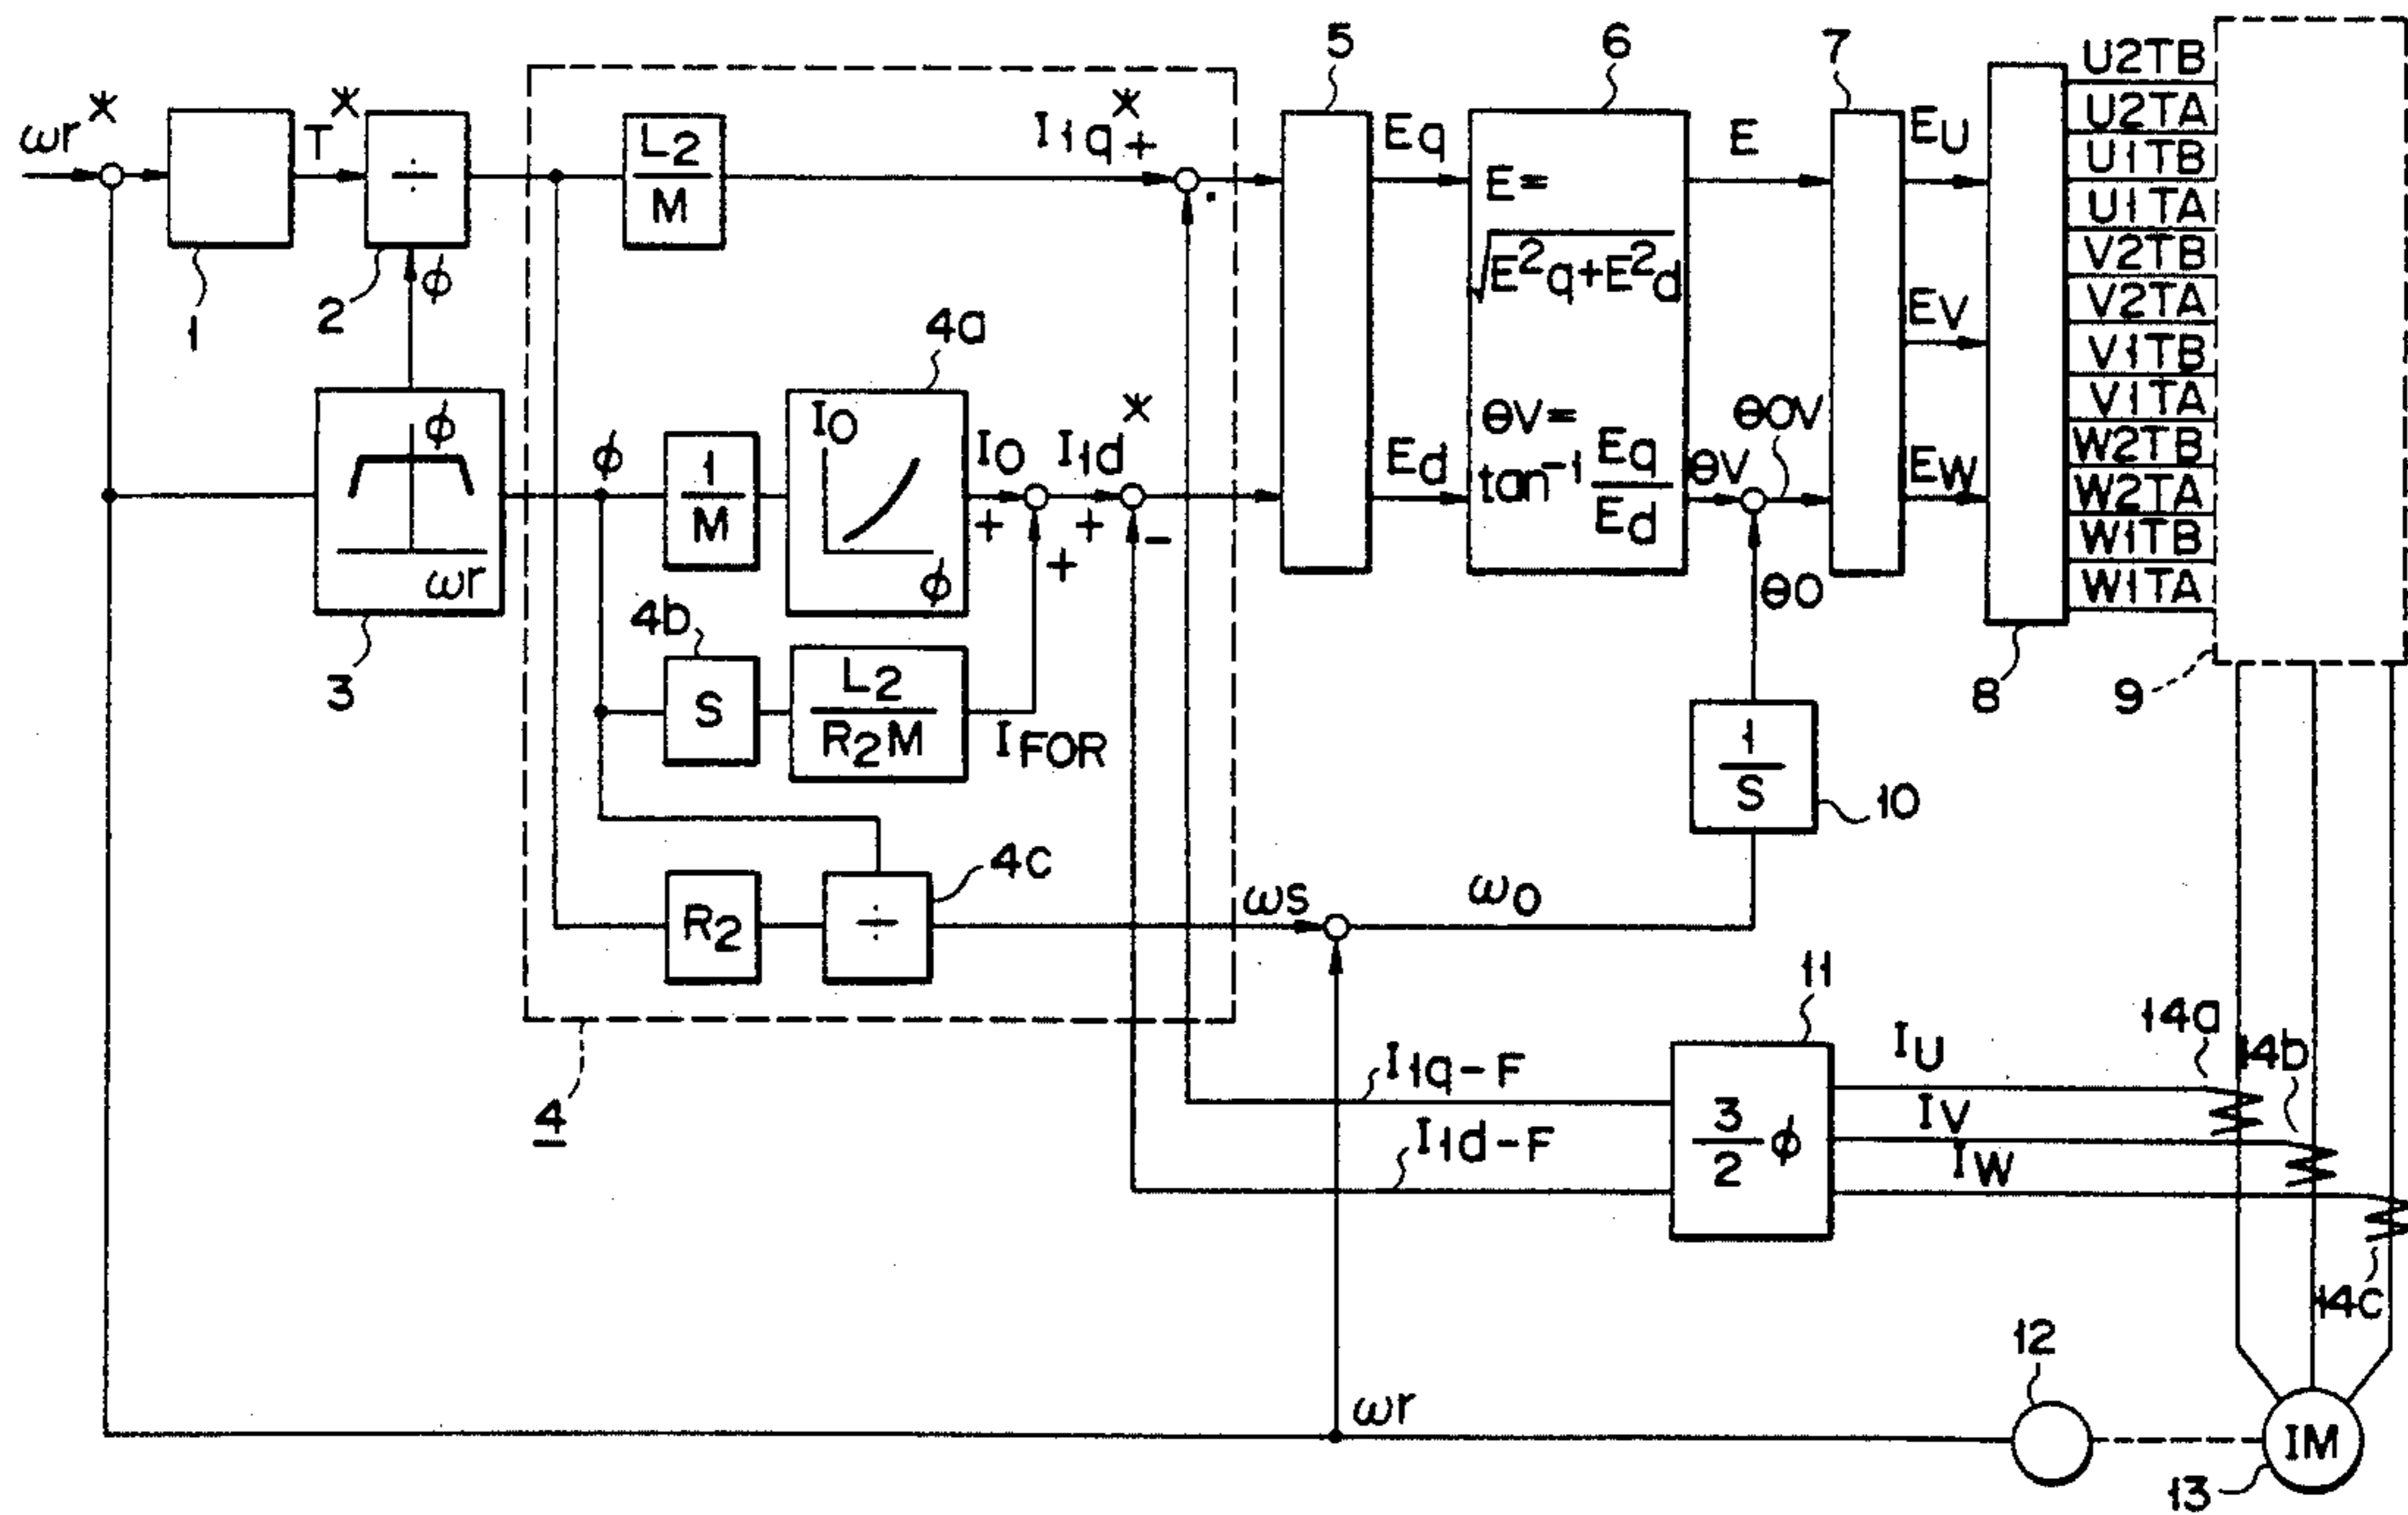 ωr*
1
T*
÷
2
φ
φ
ωr
3
L2
M
I1q*
+
φ
1
M
4a
I0
φ
I0
+
+
I1d*
+
-
4b
S
L2
R2M
IFOR
R2
÷
4c
4
ωS
ω0
5
Eq
Ed
6
E=
√E²q+E²d
θV=
tan⁻¹ Eq
Ed
E
θV
θOV
θO
1
S
10
7
EU
EV
EW
8
U2TB
U2TA
U1TB
U1TA
V2TB
V2TA
V1TB
V1TA
W2TB
W2TA
W1TB
W1TA
9
11
3
2
φ
I1q-F
I1d-F
IU
IV
IW
14a
14b
14c
ωr
12
IM
13